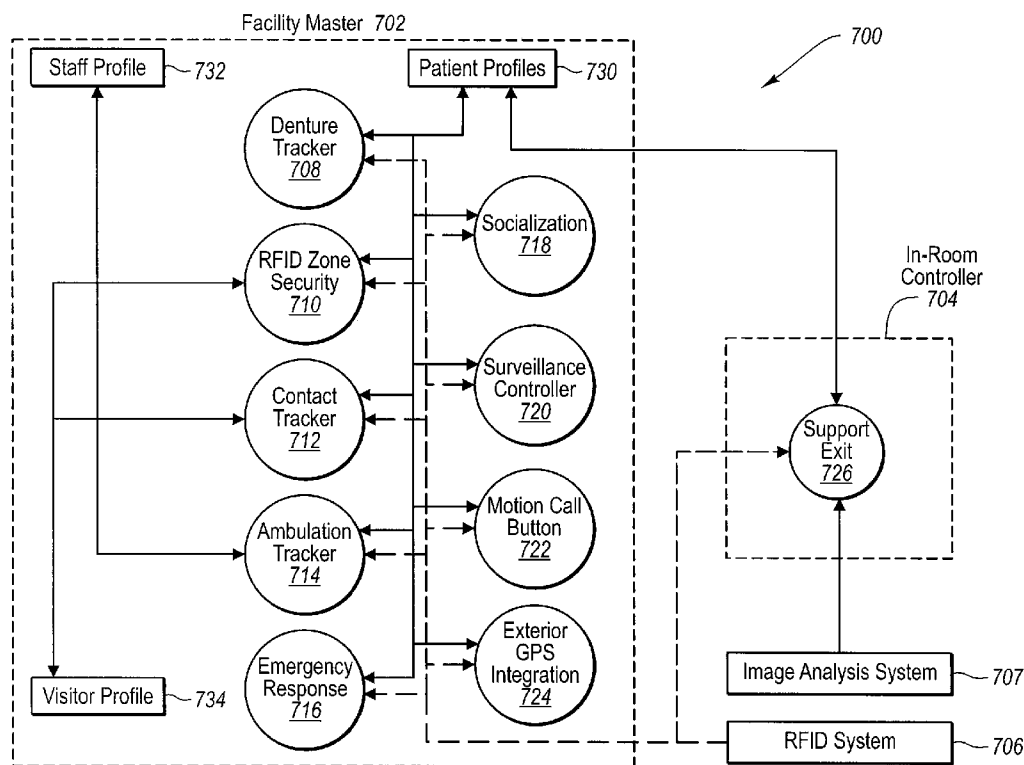 Facility Master 702
700
Staff Profile
732
Patient Profiles
730
Denture
Tracker
708
Socialization
718
RFID Zone
Security
710
In-Room
Controller
704
Surveillance
Controller
720
Contact
Tracker
712
Support
Exit
726
Motion Call
Button
722
Ambulation
Tracker
714
Exterior
GPS
Integration
724
Emergency
Response
716
Visitor Profile
734
Image Analysis System
707
RFID System
706